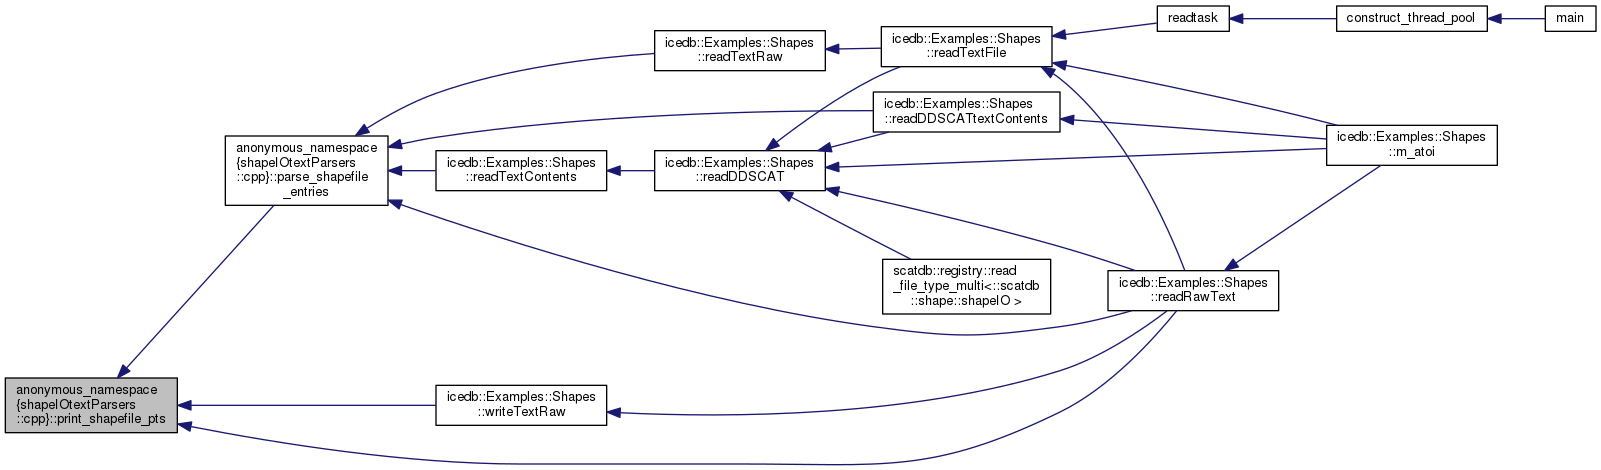 readtask
construct_thread_pool
main
icedb::Examples::Shapes
::readTextRaw
icedb::Examples::Shapes
::readTextFile
icedb::Examples::Shapes
::readDDSCATtextContents
anonymous_namespace
{shapeIOtextParsers
::cpp}::parse_shapefile
_entries
icedb::Examples::Shapes
::readTextContents
icedb::Examples::Shapes
::readDDSCAT
icedb::Examples::Shapes
::m_atoi
scatdb::registry::read
_file_type_multi<::scatdb
::shape::shapeIO >
icedb::Examples::Shapes
::readRawText
anonymous_namespace
{shapeIOtextParsers
::cpp}::print_shapefile_pts
icedb::Examples::Shapes
::writeTextRaw